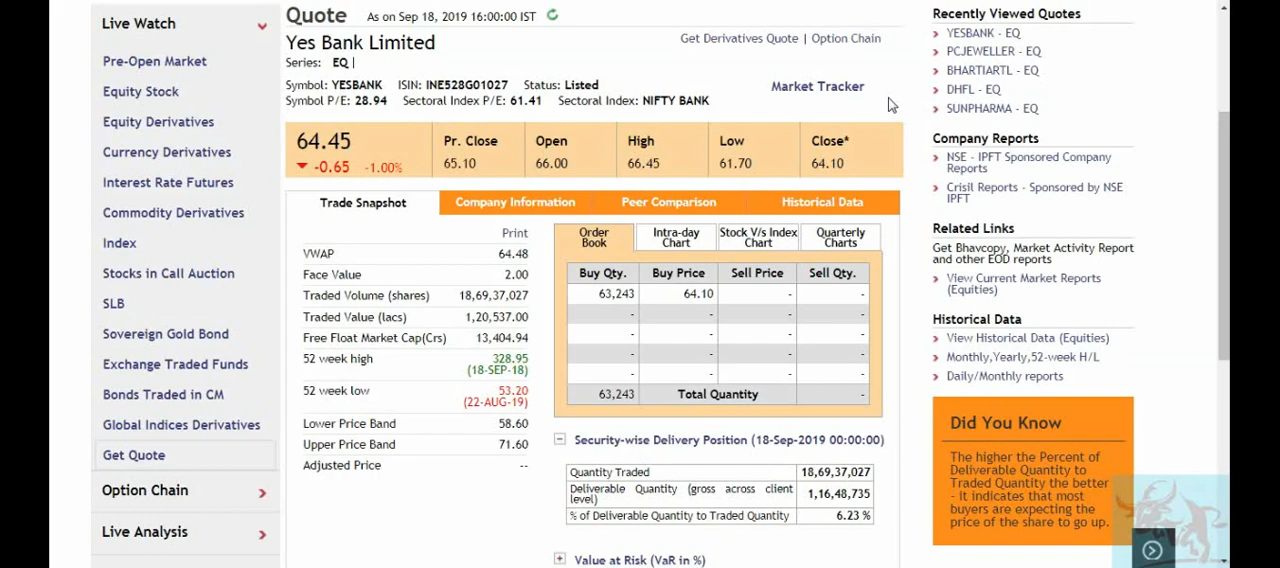 Live Watch
Pre-Open Market
Equity Stock
Equity Derivatives
Currency Derivatives
Interest Rate Futures
Commodity Derivatives
Index
Stocks in Call Auction
SLB
Sovereign Gold Bond
Exchange Traded Funds
Bonds Traded in CM
Global Indices Derivatives
Get Quote
Option Chain
Live Analysis
Quote As on Sep 18, 2019 16:00:00 IST
Yes Bank Limited
Get Derivatives Quote | Option Chain
Series: EQ |
Symbol: YESBANK ISIN: INE528G01027 Status: Listed
Market Tracker
Symbol P/E: 28.94 Sectoral Index P/E: 61.41 Sectoral Index: NIFTY BANK
64.45 Pr. Close Open High Low Close*
-0.65 -1.00% 65.10 66.00 66.45 61.70 64.10
Trade Snapshot Company Information Peer Comparison Historical Data
Print
VWAP 64.48
Face Value 2.00
Traded Volume (shares) 18,69,37,027
Traded Value (lacs) 1,20,537.00
Free Float Market Cap(Crs) 13,404.94
52 week high 328.95
(18-SEP-18)
52 week low 53.20
(22-AUG-19)
Lower Price Band 58.60
Upper Price Band 71.60
Adjusted Price --
Order Book Intra-day Chart Stock V/s Index Chart Quarterly Charts
Buy Qty. Buy Price Sell Price Sell Qty.
63,243 64.10 - -
- - - -
- - - -
- - - -
- - - -
63,243 Total Quantity -
Security-wise Delivery Position (18-Sep-2019 00:00:00)
Quantity Traded 18,69,37,027
Deliverable Quantity (gross across client level) 1,16,48,735
% of Deliverable Quantity to Traded Quantity 6.23 %
Value at Risk (VaR in %)
Recently Viewed Quotes
YESBANK - EQ
PCJEWELLER - EQ
BHARTIARTL - EQ
DHFL - EQ
SUNPHARMA - EQ
Company Reports
NSE - IPFT Sponsored Company
Reports
Crisil Reports - Sponsored by NSE
IPFT
Related Links
Get Bhavcopy, Market Activity Report
and other EOD reports
View Current Market Reports
(Equities)
Historical Data
View Historical Data (Equities)
Monthly,Yearly,52-week H/L
Daily/Monthly reports
Did You Know
The higher the Percent of
Deliverable Quantity to
Traded Quantity the better
- It indicates that most
buyers are expecting the
price of the share to go up.